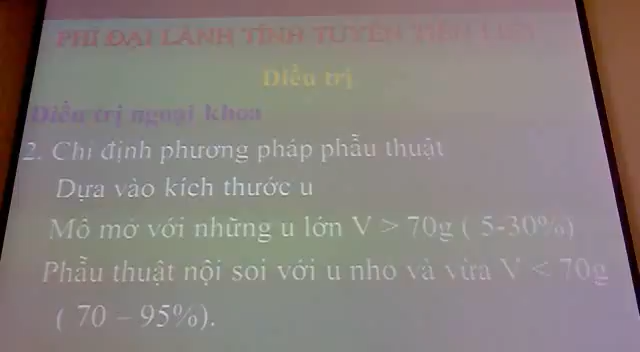 PHÌ ĐẠI LÀNH TÍNH TUYẾN TIỀN LIỆT
Điều trị
Điều trị ngoại khoa
2. Chỉ định phương pháp phẫu thuật
Dựa vào kích thước u
Mổ mở với những u lớn V > 70g ( 5-30%)
Phẫu thuật nội soi với u nhỏ và vừa V < 70g
( 70 – 95%).